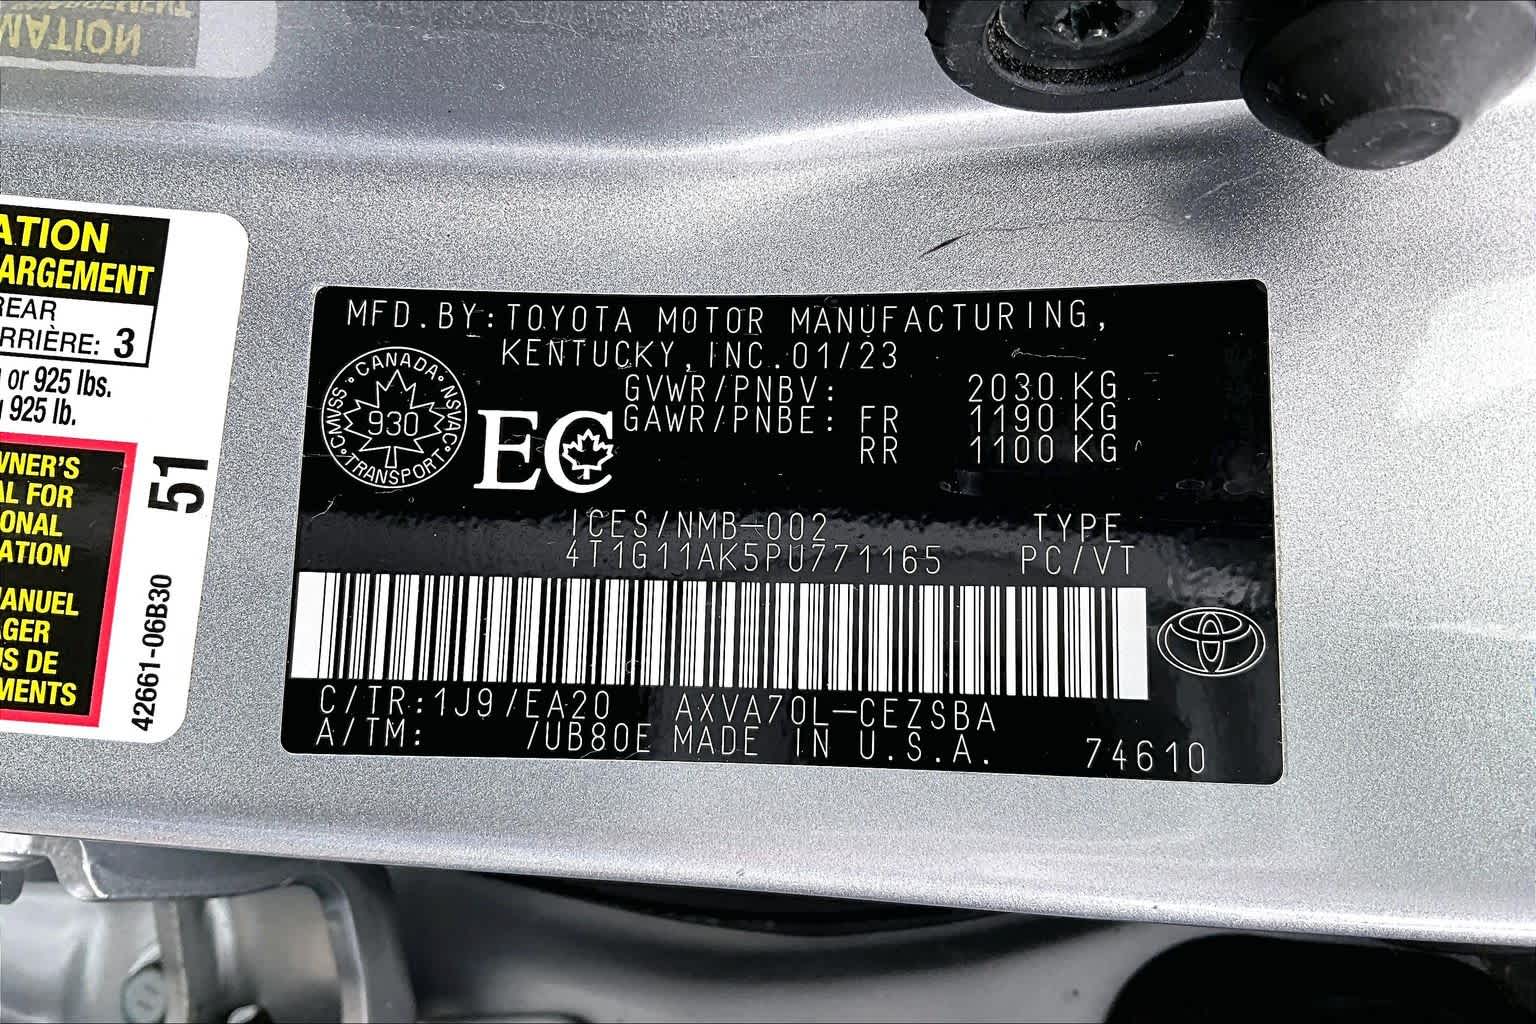 MATION
ATION
ARGEMENT
REAR
RRIÈRE: 3
or 925 lbs.
925 lb.
WNER'S
AL FOR
ONAL
ATION
MANUEL
AGER
US DE
MENTS
51
42661-06B30
MFD.BY:TOYOTA MOTOR MANUFACTURING,
KENTUCKY,INC.01/23
GVWR/PNBV: 2030 KG
GAWR/PNBE: FR 1190 KG
RR 1100 KG
CANADA
NSVAC
TRANSPORT
CMVSS
930
EC
ICES/NMB-002 TYPE
4T1G11AK5PU771165 PC/VT
C/TR:1J9/EA20 AXVA70L-CEZSBA
A/TM: /UB80E MADE IN U.S.A. 74610